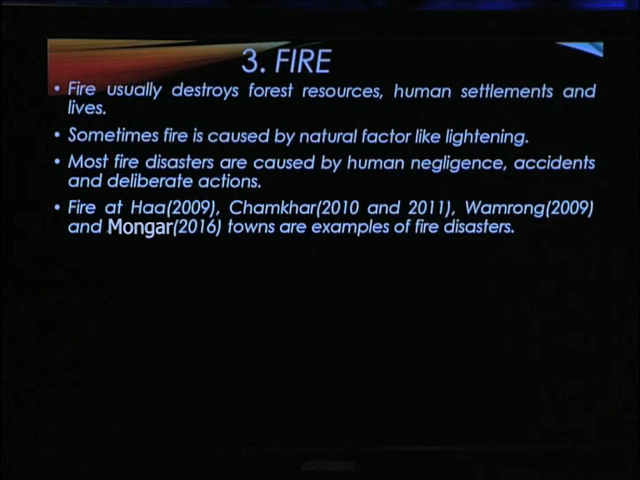 3. FIRE
• Fire usually destroys forest resources, human settlements and
lives.
• Sometimes fire is caused by natural factor like lightening.
• Most fire disasters are caused by human negligence, accidents
and deliberate actions.
• Fire at Haa(2009), Chamkhar(2010 and 2011), Wamrong(2009)
and Mongar(2016) towns are examples of fire disasters.